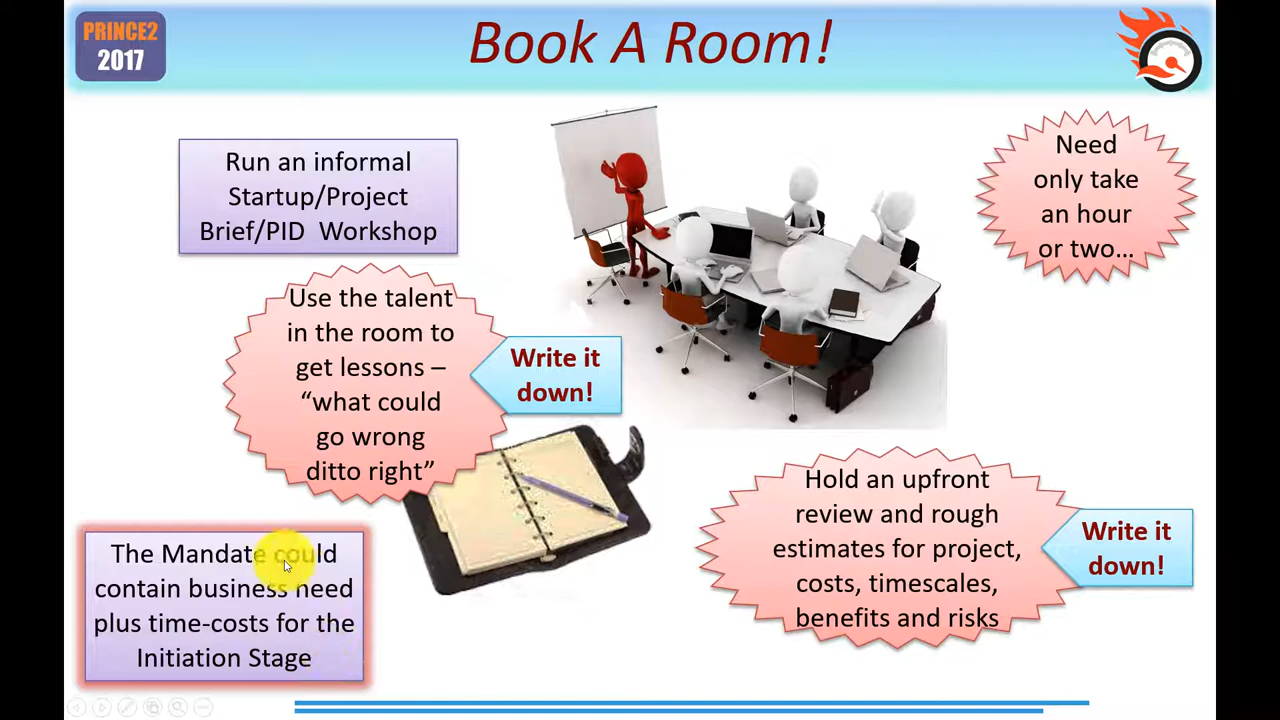 PRINCE2
2017
Book A Room!
Run an informal
Startup/Project
Brief/PID Workshop
Need
only take
an hour
or two...
Use the talent
in the room to
get lessons –
“what could
go wrong
ditto right”
Write it
down!
The Mandate could
contain business need
plus time-costs for the
Initiation Stage
Hold an upfront
review and rough
estimates for project,
costs, timescales,
benefits and risks
Write it
down!